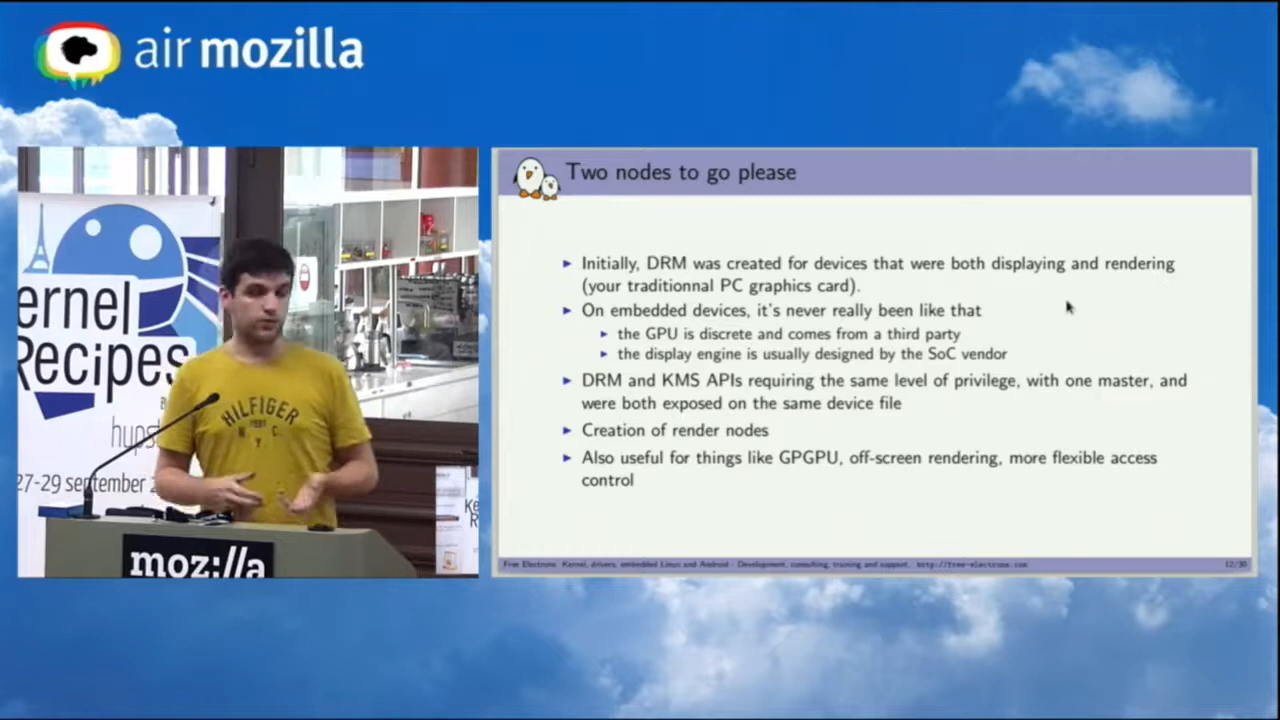 air mozilla
ernel
Recipes
hupst
27-29 september 2
HILFIGER
1985
N. C.
Y
moz://a
Ke
R
Two nodes to go please
► Initially, DRM was created for devices that were both displaying and rendering
(your traditionnal PC graphics card).
► On embedded devices, it's never really been like that
► the GPU is discrete and comes from a third party
► the display engine is usually designed by the SoC vendor
► DRM and KMS APIs requiring the same level of privilege, with one master, and
were both exposed on the same device file
► Creation of render nodes
► Also useful for things like GPGPU, off-screen rendering, more flexible access
control
Free Electrons. Kernel, drivers, embedded Linux and Android - Development, consulting, training and support. http://free-electrons.com
12/30